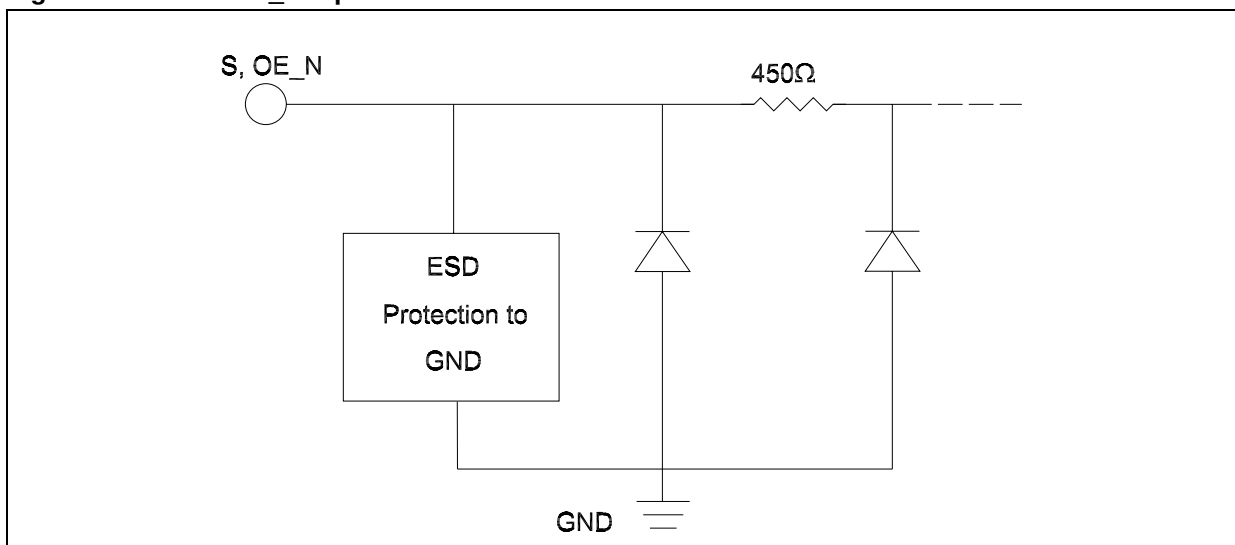 S, OE_N
450Ω
ESD
Protection to
GND
GND